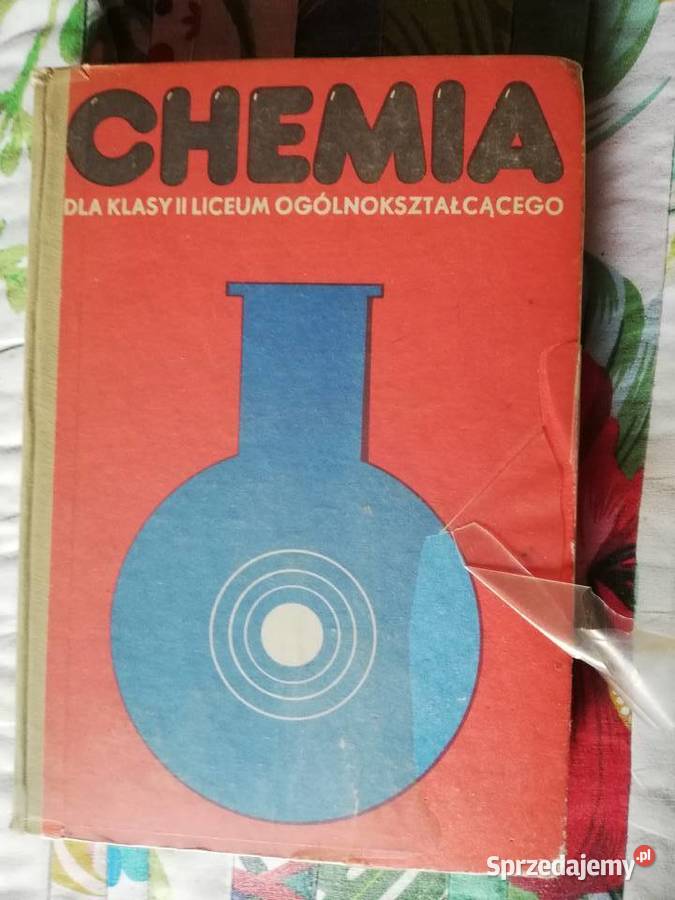 CHEMIA
DLA KLASY II LICEUM OGÓLNOKSZTAŁCĄCEGO
Sprzedajemy.pl